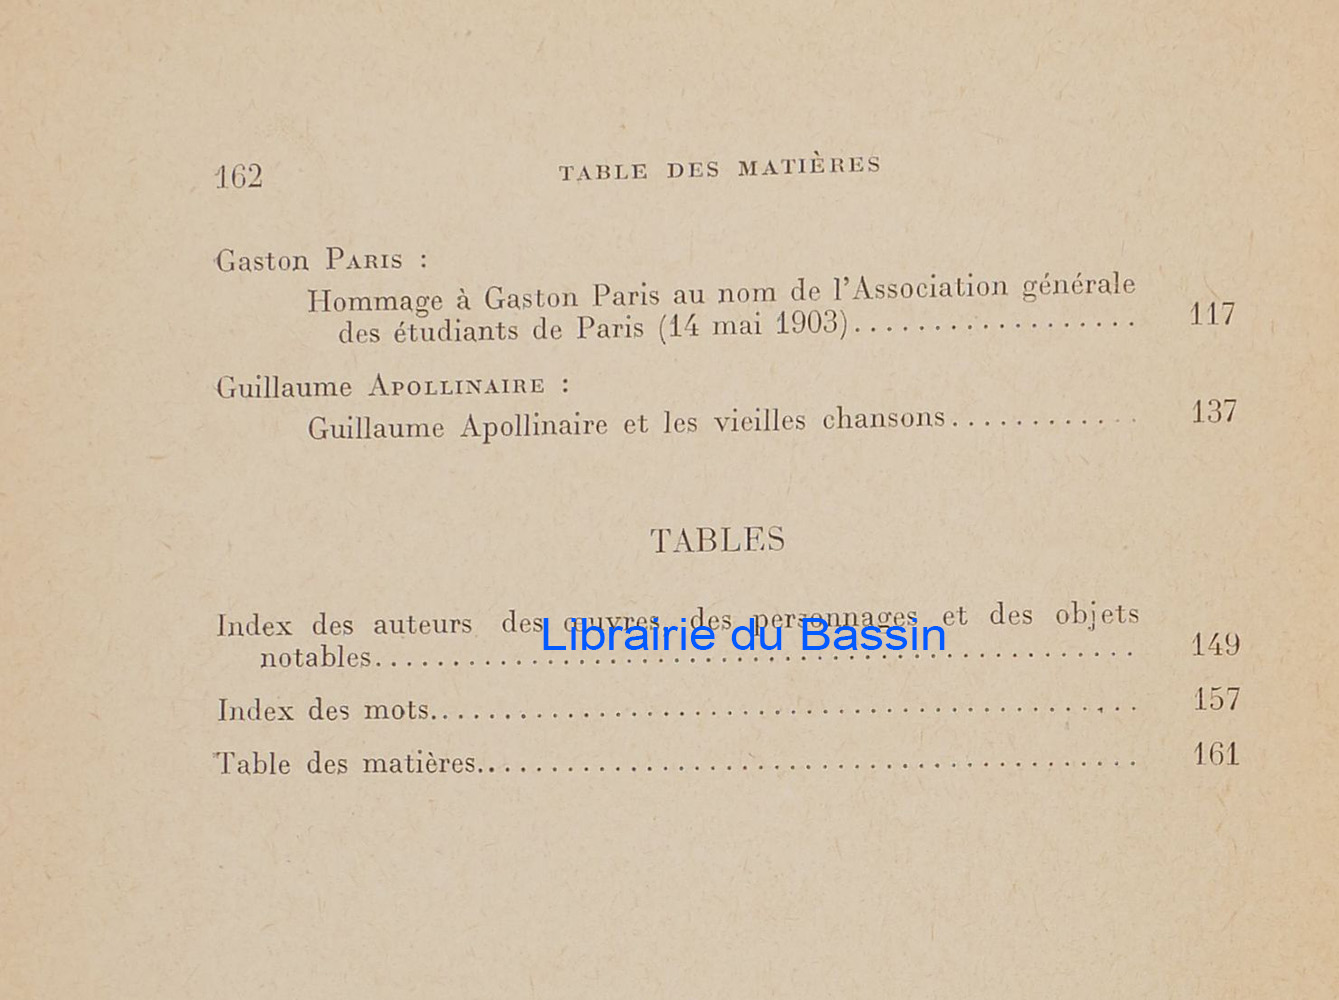 162
TABLE DES MATIÈRES
Gaston PARIS :
Hommage à Gaston Paris au nom de l'Association générale
des étudiants de Paris (14 mai 1903).................. 117
Guillaume APOLLINAIRE :
Guillaume Apollinaire et les vieilles chansons............ 137
TABLES
Index des auteurs des œuvres, des personnages et des objets
notables................................................ 149
Index des mots............................................. 157
Table des matières.......................................... 161
Librairie du Bassin